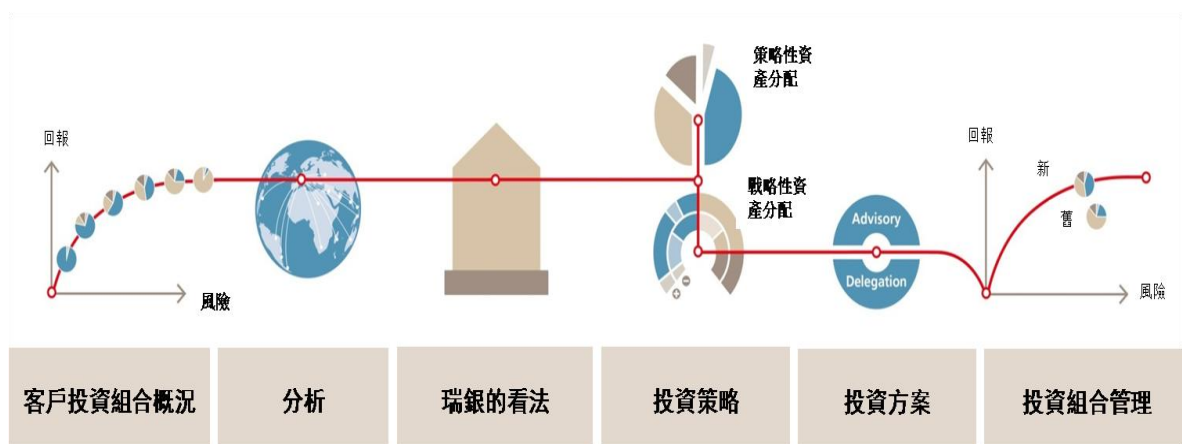 策略性資
產分配
回報
風險
戰略性資
產分配
Advisory
Delegation
回報
新
舊
風險
客戶投資組合概況
分析
瑞銀的看法
投資策略
投資方案
投資組合管理